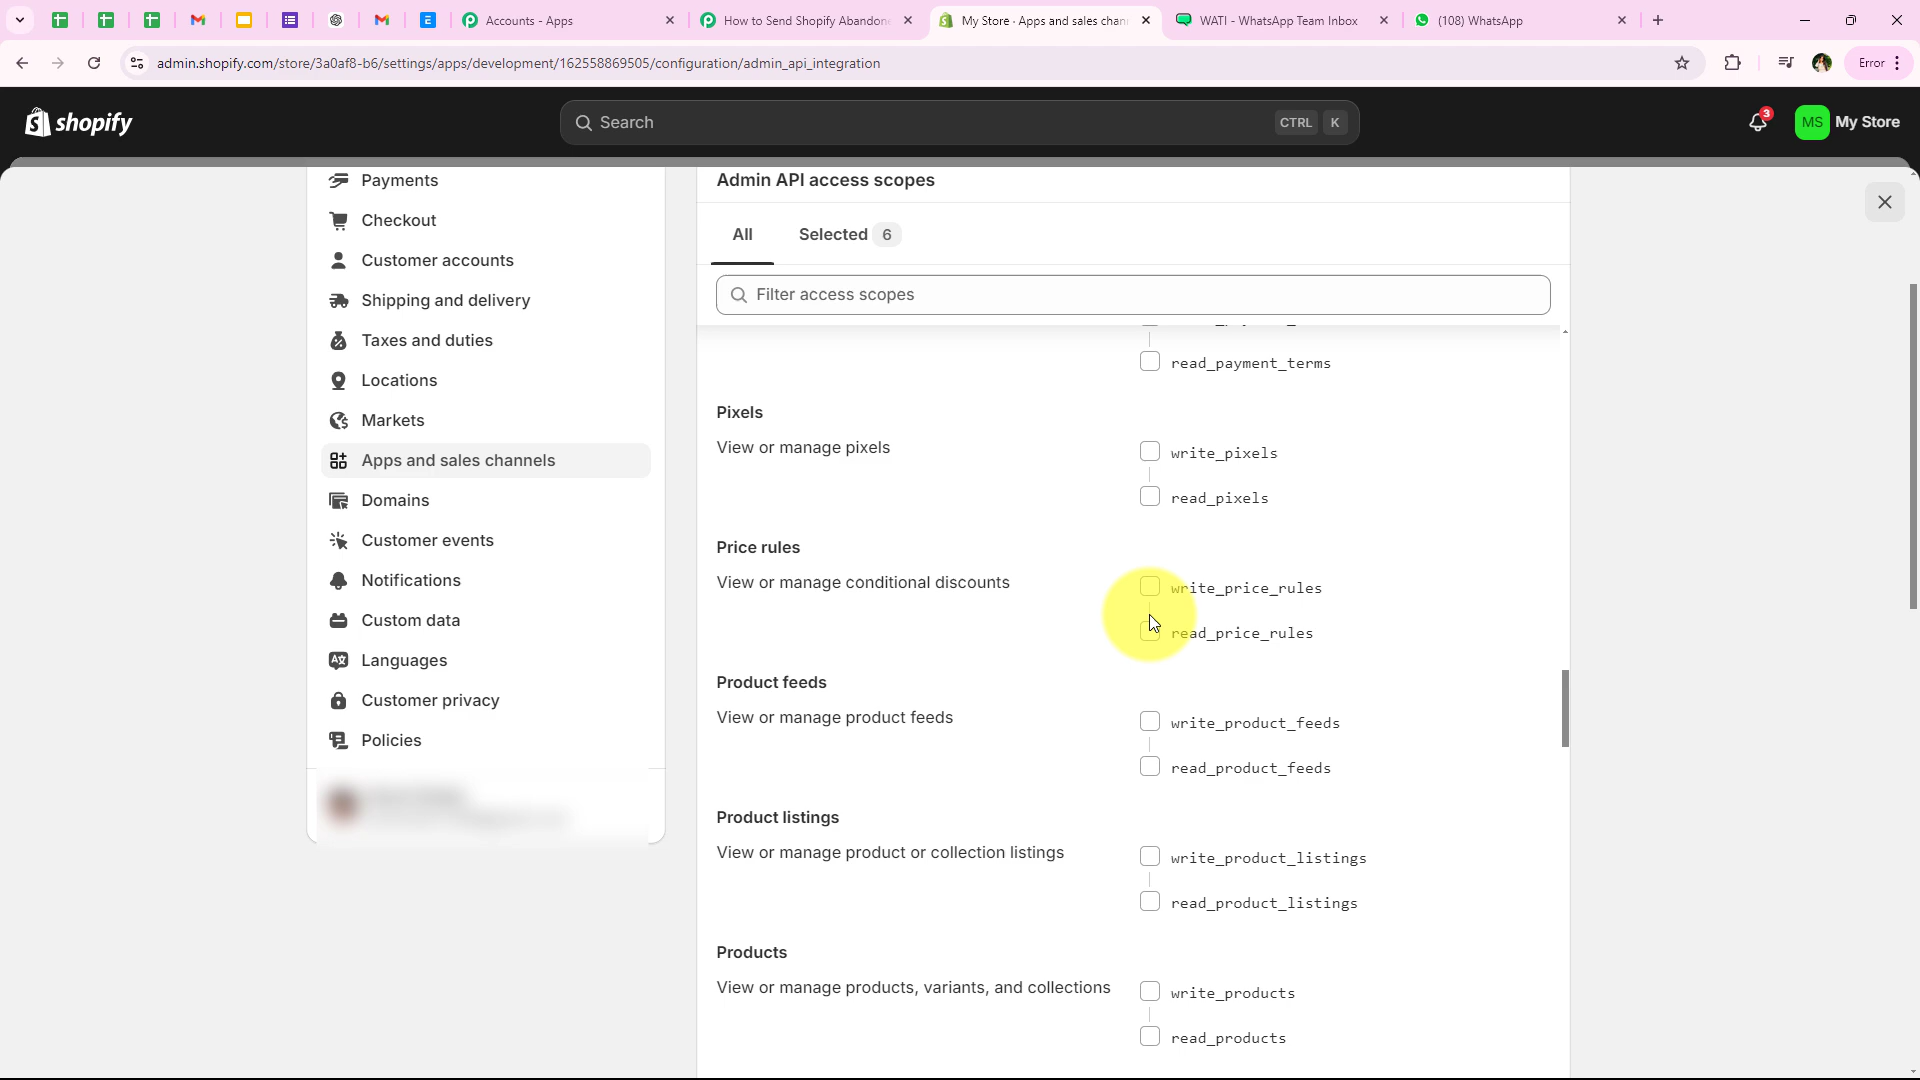 Accounts - Apps
How to Send Shopify Abandon
My Store · Apps and sales chan
WATI - WhatsApp Team Inbox
(108) WhatsApp
admin.shopify.com/store/3a0af8-b6/settings/apps/development/162558869505/configuration/admin_api_integration
Error
shopify
Search
CTRL K
3
MS My Store
Payments
Checkout
Customer accounts
Shipping and delivery
Taxes and duties
Locations
Markets
Apps and sales channels
Domains
Customer events
Notifications
Custom data
Languages
Customer privacy
Policies
Admin API access scopes
All
Selected 6
Filter access scopes
read_payment_terms
Pixels
View or manage pixels
write_pixels
read_pixels
Price rules
View or manage conditional discounts
write_price_rules
read_price_rules
Product feeds
View or manage product feeds
write_product_feeds
read_product_feeds
Product listings
View or manage product or collection listings
write_product_listings
read_product_listings
Products
View or manage products, variants, and collections
write_products
read_products